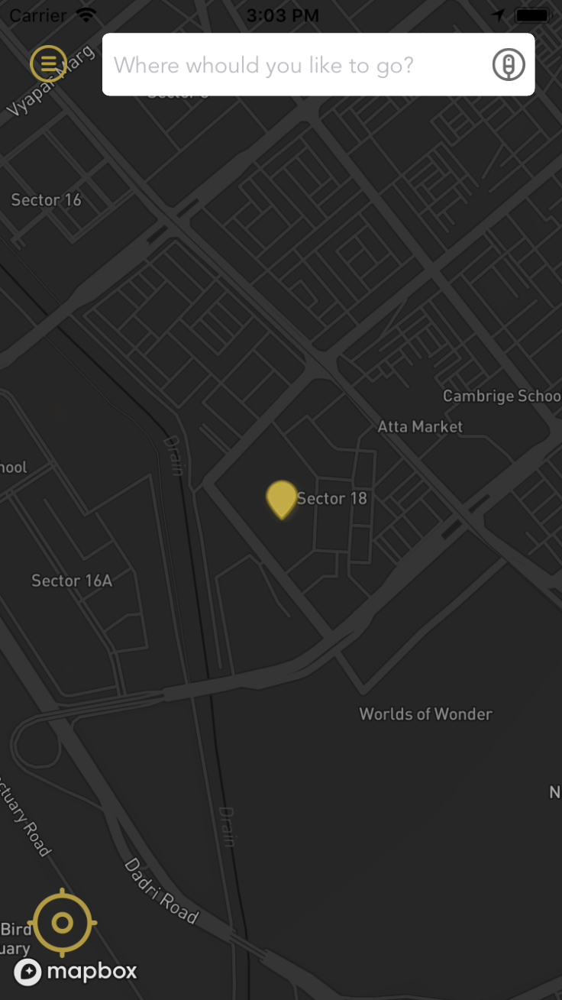 Carrier
3:03 PM
Vyapar Marg
Where whould you like to go?
Sector 16
Cambrige Schoo
Atta Market
Drain
hool
Sector 18
Sector 16A
Worlds of Wonder
N
ctuary Road
Drain
Dadri Road
Bird
uary
mapbox